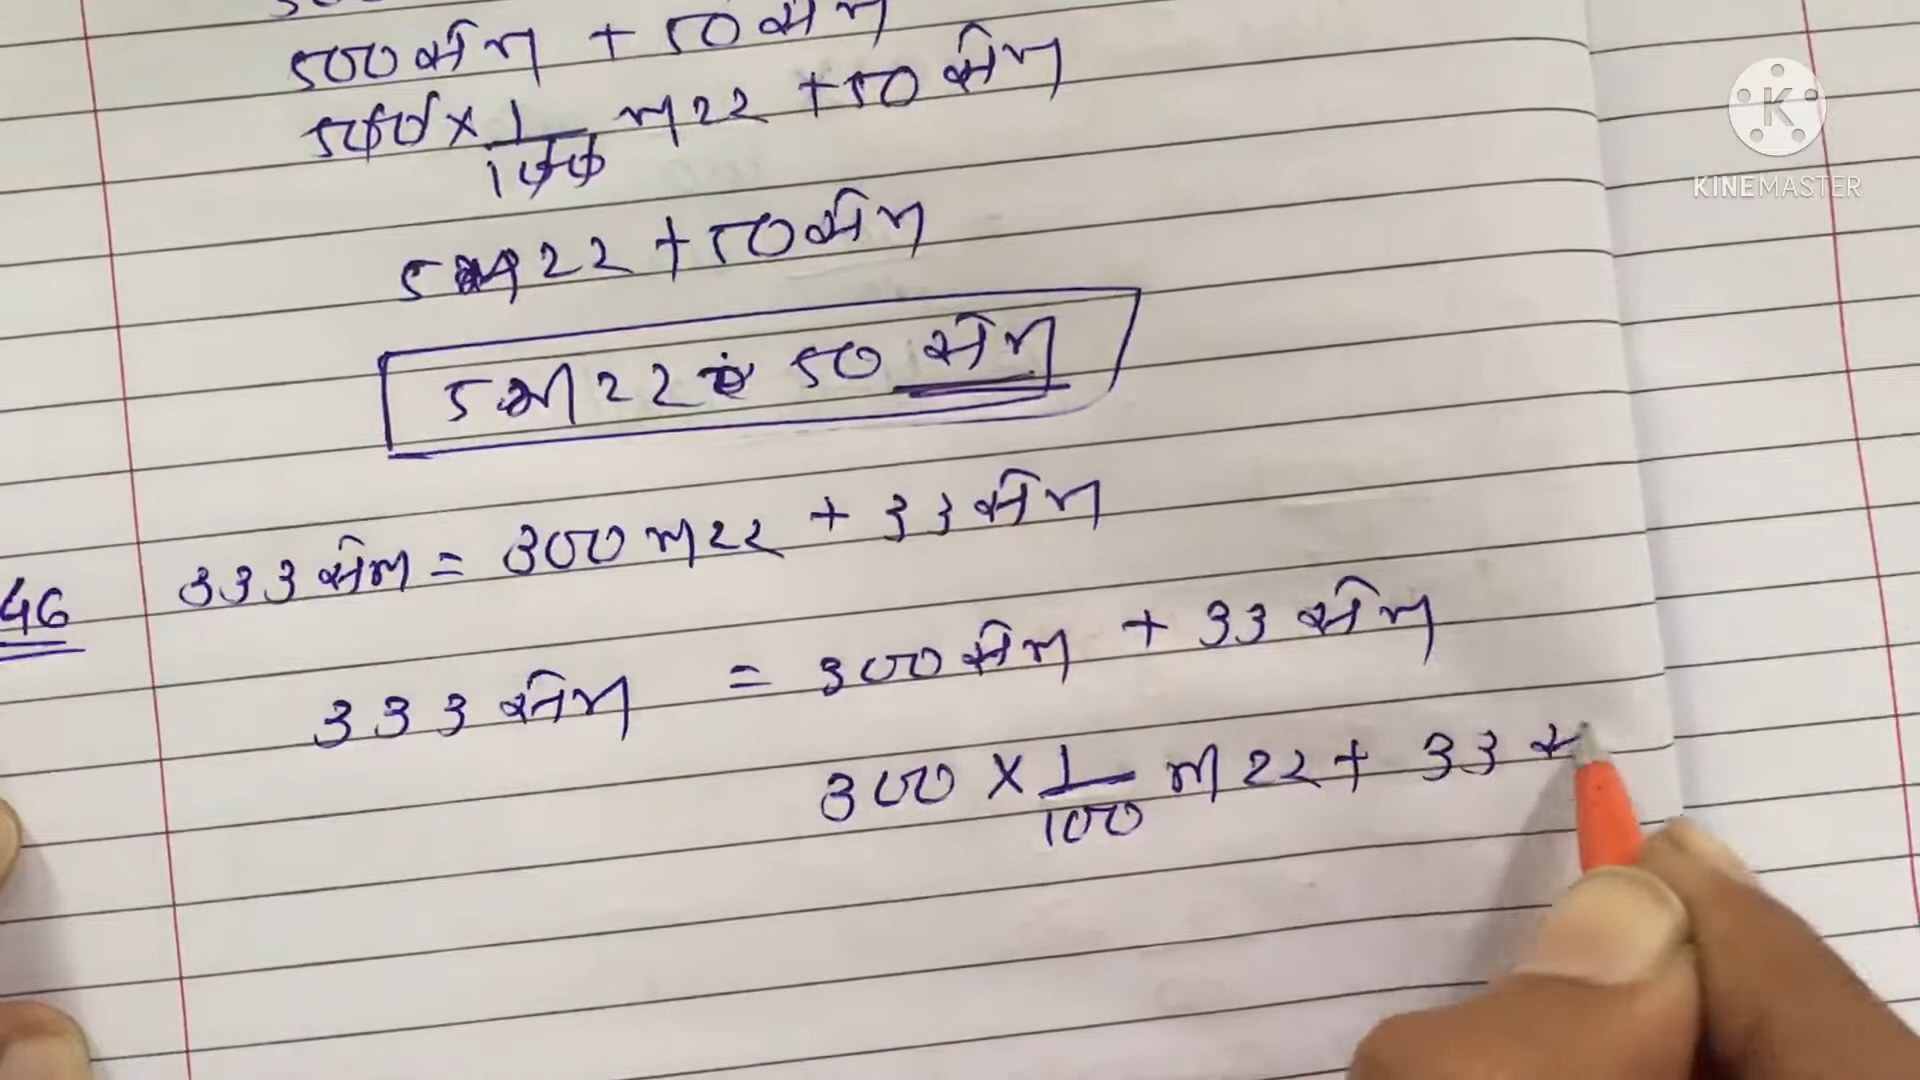 500 सेमी + 50 सेमी
500 × 1/100 मीटर + 50 सेमी
KINEMASTER
5 मीटर + 50 सेमी
5 मीटर 50 सेमी
333 सेमी = 300 मीटर + 33 सेमी
46
333 सेमी = 300 सेमी + 33 सेमी
300 × 1/100 मीटर + 33